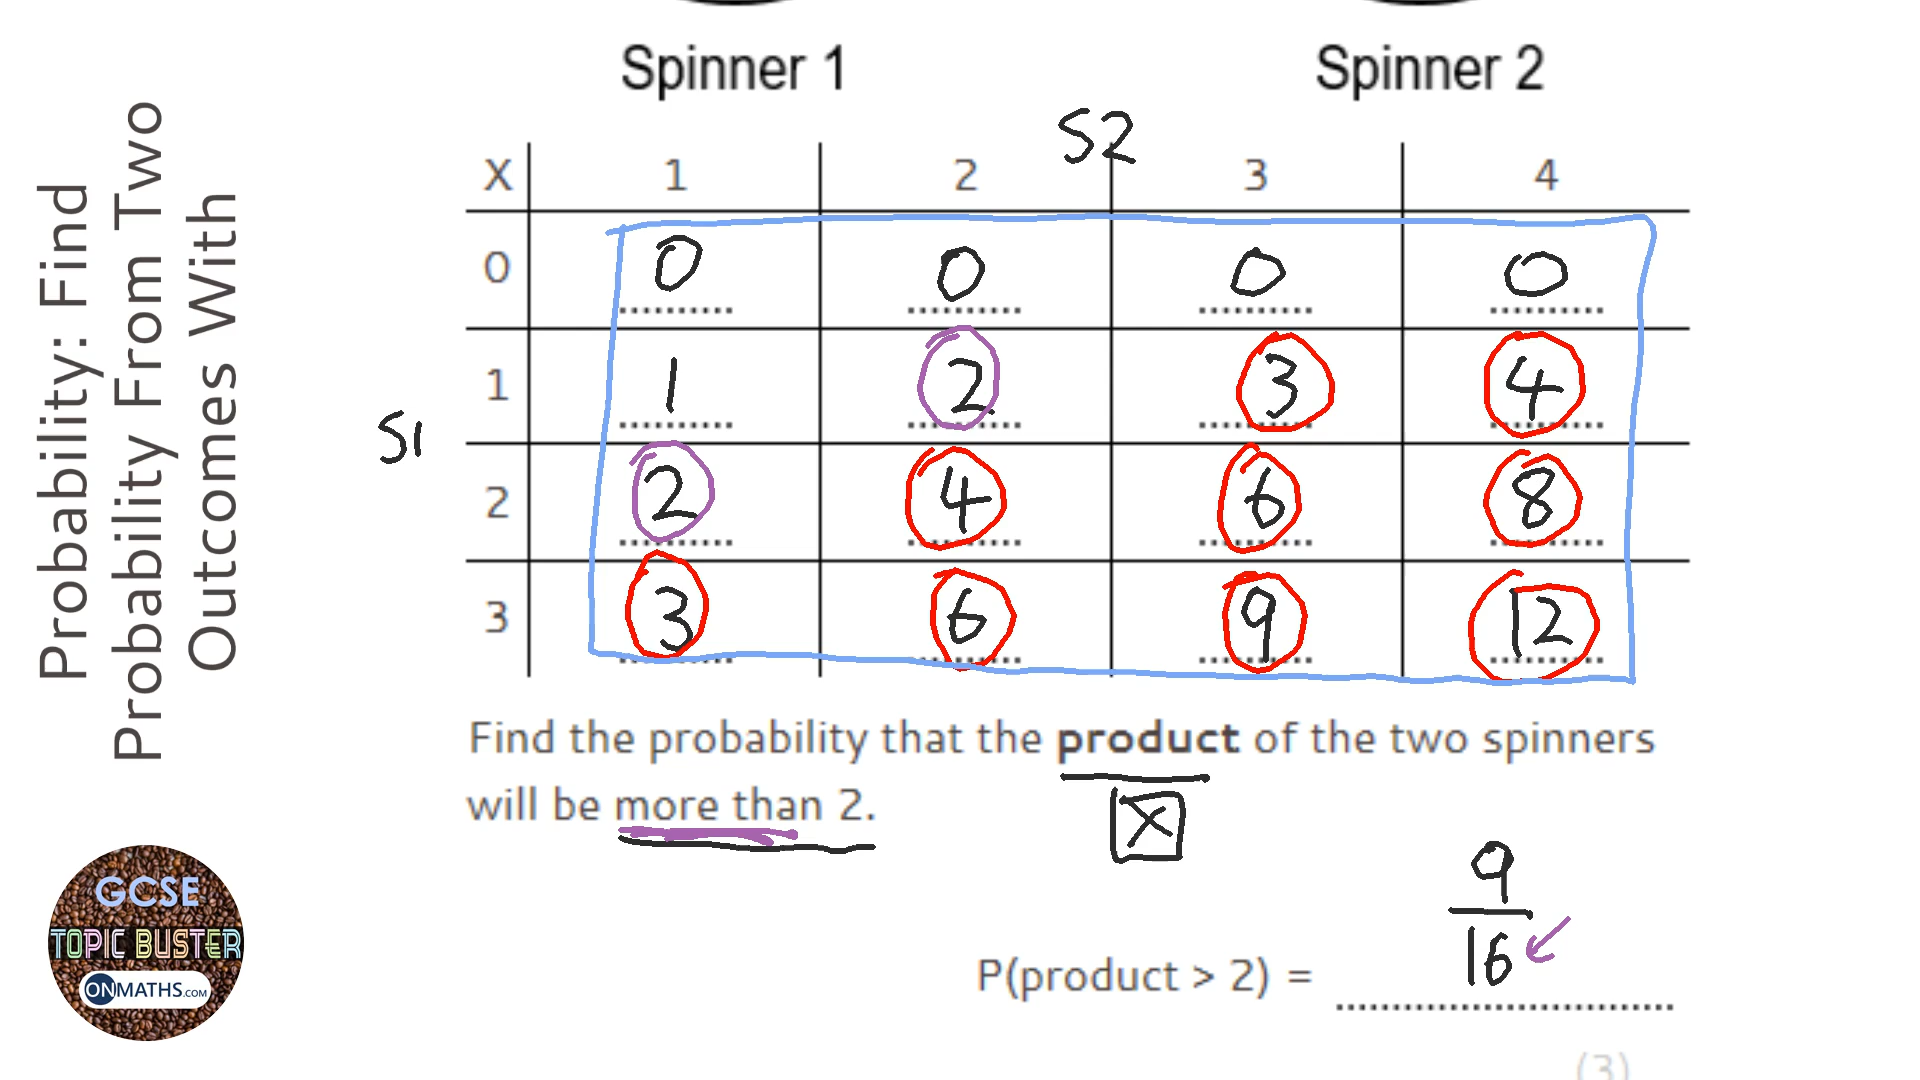 Probability: Find
Probability From Two
Outcomes With
Spinner 1 Spinner 2
S2
X 1 2 3 4
0 0 0 0 0
1 1 2 3 4
S1
2 2 4 6 8
3 3 6 9 12
Find the probability that the product of the two spinners
will be more than 2.
X
9
16
P(product > 2) =
(3)
GCSE
TOPIC BUSTER
ONMATHS.COM